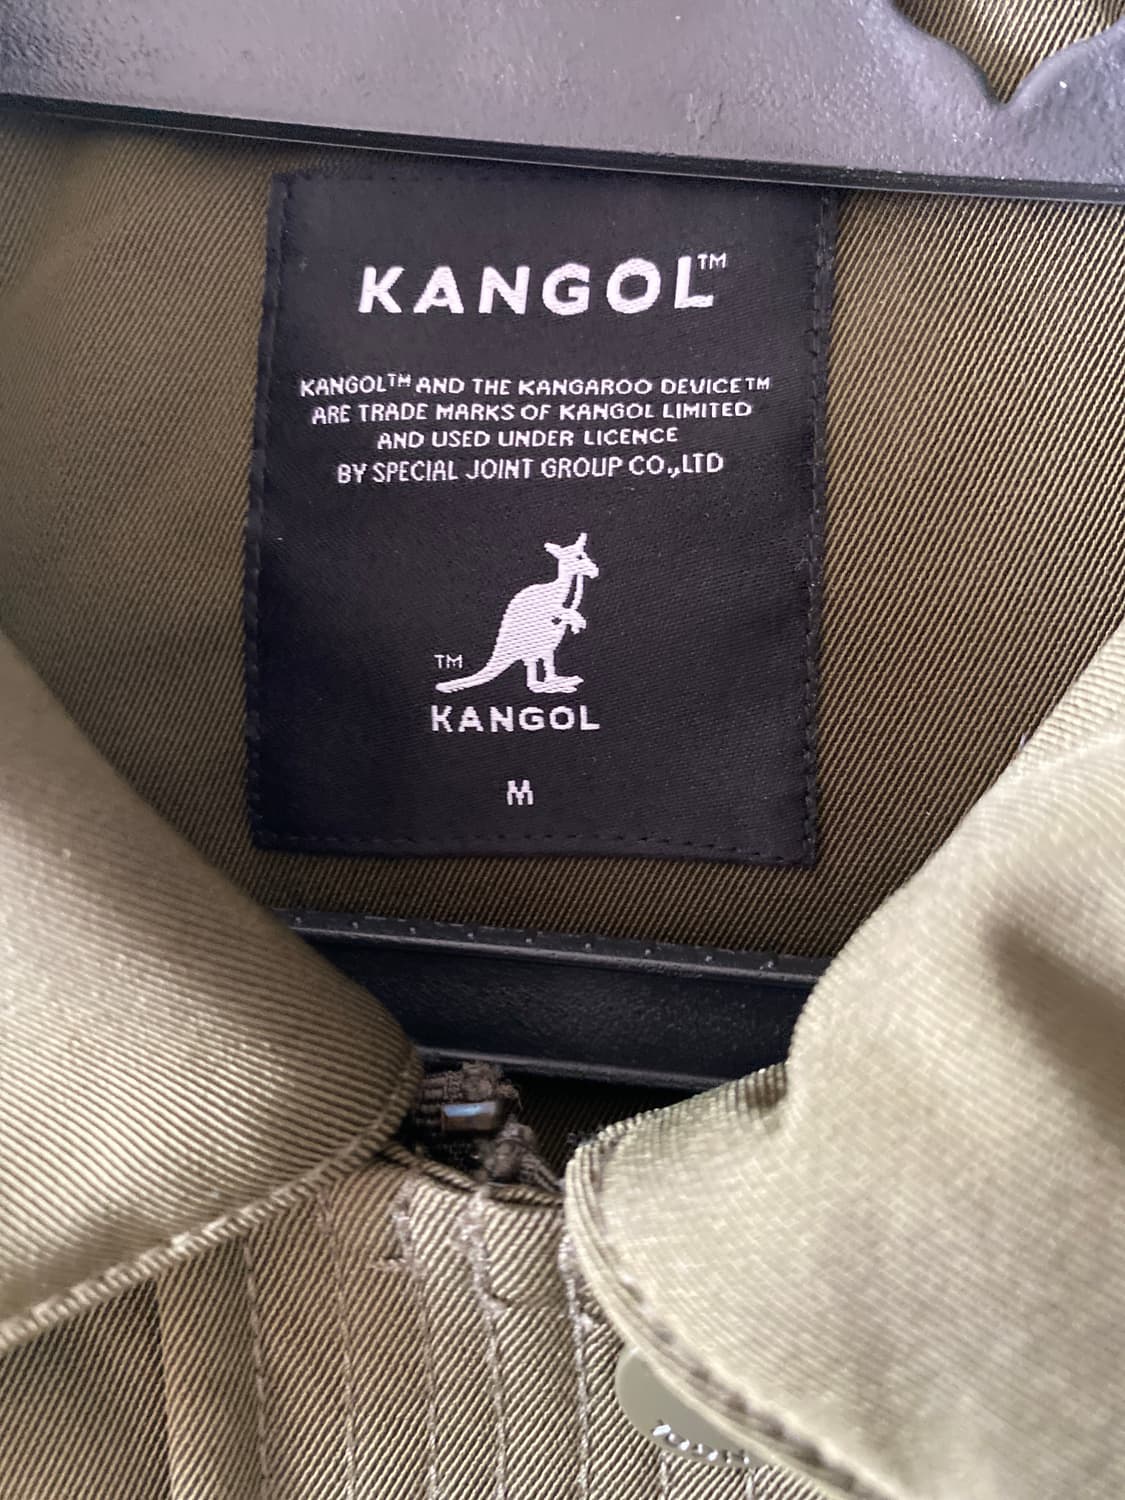 KANGOL™
KANGOL™ AND THE KANGAROO DEVICE™
ARE TRADE MARKS OF KANGOL LIMITED
AND USED UNDER LICENCE
BY SPECIAL JOINT GROUP CO.,LTD
TM
KANGOL
M